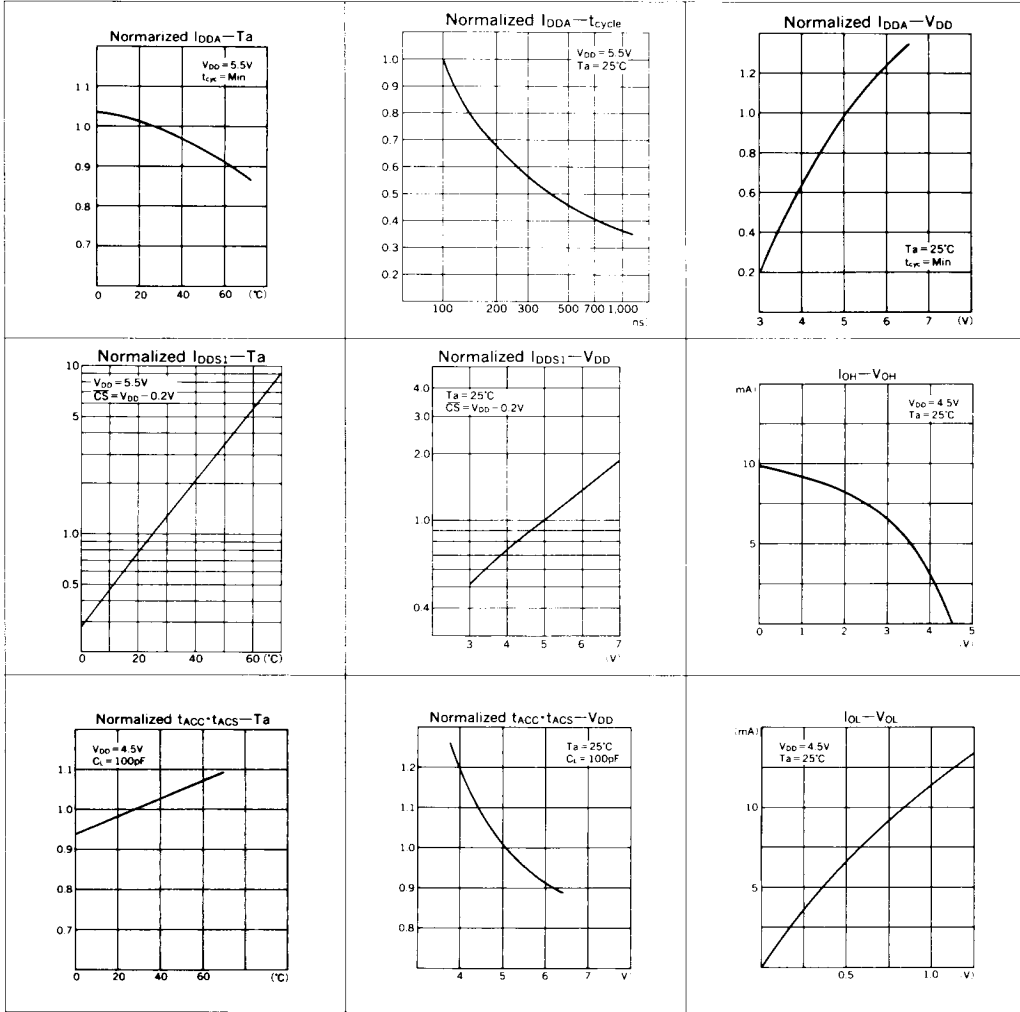 Normarized IDDA—Ta
VDD = 5.5V
tcyc = Min
1.1
1.0
0.9
0.8
0.7
0 20 40 60 (℃)
Normalized IDDA—tcycle
VDD = 5.5V
Ta = 25℃
1.0
0.9
0.8
0.7
0.6
0.5
0.4
0.3
0.2
100 200 300 500 700 1,000
ns)
Normalized IDDA—VDD
1.2
1.0
0.8
0.6
0.4
0.2
Ta = 25℃
tcyc = Min
3 4 5 6 7 (V)
Normalized IDDS1—Ta
VDD = 5.5V
CS = VDD − 0.2V
10
5
1.0
0.5
0 20 40 60 (℃)
Normalized IDDS1—VDD
Ta = 25℃
CS = VDD − 0.2V
4.0
3.0
2.0
1.0
0.4
3 4 5 6 7
(V)
IOH—VOH
mA)
VDD = 4.5V
Ta = 25℃
10
5
0 1 2 3 4 5
(V)
Normalized tACC·tACS—Ta
VDD = 4.5V
CL = 100pF
1.1
1.0
0.9
0.8
0.7
0 20 40 60 (℃)
Normalized tACC·tACS—VDD
Ta = 25℃
CL = 100pF
1.2
1.1
1.0
0.9
0.8
4 5 6 7 V
IOL—VOL
(mA)
VDD = 4.5V
Ta = 25℃
10
5
0.5 1.0 V)